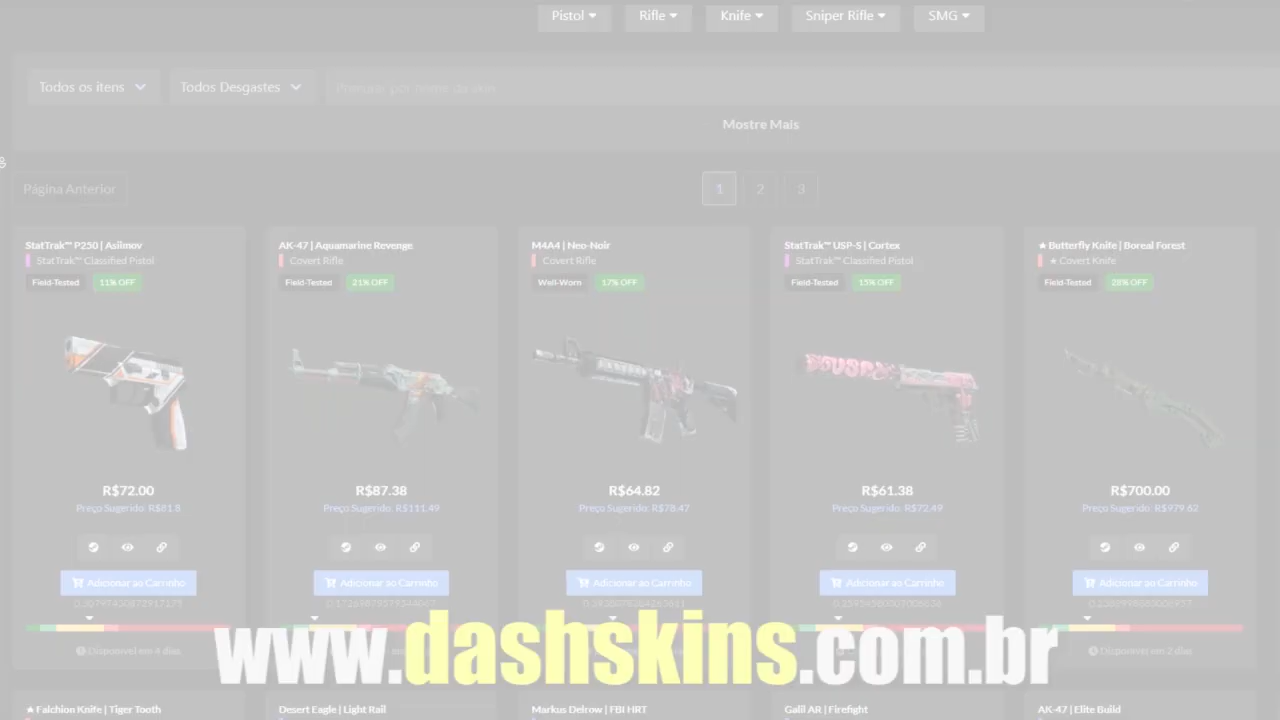 Pistol Rifle Knife Sniper Rifle SMG
Todos os itens Todos Desgastes Procurar por nome da skin
Mostre Mais
Página Anterior 1 2 3
StatTrak™ P250 | Asiimov
StatTrak™ Classified Pistol
Field-Tested 11% OFF
R$72.00
Preço Sugerido: R$81.5
Adicionar ao Carrinho
Disponível em 4 dias
AK-47 | Aquamarine Revenge
Covert Rifle
Field-Tested 21% OFF
R$87.38
Preço Sugerido: R$111.49
Adicionar ao Carrinho
M4A4 | Neo-Noir
Covert Rifle
Well-Worn 17% OFF
R$64.82
Preço Sugerido: R$78.47
Adicionar ao Carrinho
StatTrak™ USP-S | Cortex
StatTrak™ Classified Pistol
Field-Tested 15% OFF
R$61.38
Preço Sugerido: R$72.49
Adicionar ao Carrinho
★ Butterfly Knife | Boreal Forest
★ Covert Knife
Field-Tested 28% OFF
R$700.00
Preço Sugerido: R$979.62
Adicionar ao Carrinho
Disponível em 2 dias
www.dashskins.com.br
★ Falchion Knife | Tiger Tooth
Desert Eagle | Light Rail
Markus Delrow | FBI HRT
Galil AR | Firefight
AK-47 | Elite Build